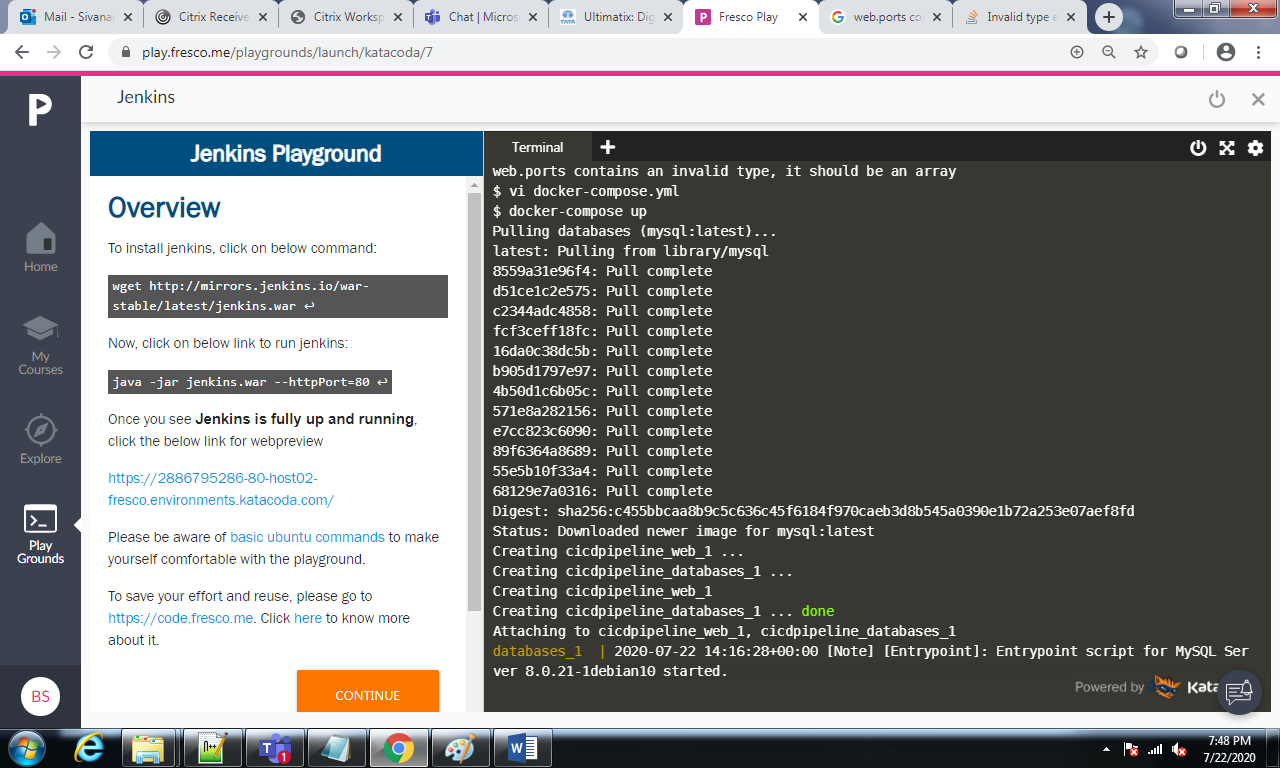 Mail - Sivanar
Citrix Receive
Citrix Worksp
Chat | Micros
Ultimatix: Dig
Fresco Play
web.ports co
Invalid type e
play.fresco.me/playgrounds/launch/katacoda/7
P
Jenkins
Home
My
Courses
Explore
Play
Grounds
BS
Jenkins Playground
Overview
To install jenkins, click on below command:
wget http://mirrors.jenkins.io/war-
stable/latest/jenkins.war ↩
Now, click on below link to run jenkins:
java -jar jenkins.war --httpPort=80 ↩
Once you see Jenkins is fully up and running,
click the below link for webpreview
https://2886795286-80-host02-
fresco.environments.katacoda.com/
Please be aware of basic ubuntu commands to make
yourself comfortable with the playground.
To save your effort and reuse, please go to
https://code.fresco.me. Click here to know more
about it.
CONTINUE
Terminal
web.ports contains an invalid type, it should be an array
$ vi docker-compose.yml
$ docker-compose up
Pulling databases (mysql:latest)...
latest: Pulling from library/mysql
8559a31e96f4: Pull complete
d51ce1c2e575: Pull complete
c2344adc4858: Pull complete
fcf3ceff18fc: Pull complete
16da0c38dc5b: Pull complete
b905d1797e97: Pull complete
4b50d1c6b05c: Pull complete
571e8a282156: Pull complete
e7cc823c6090: Pull complete
89f6364a8689: Pull complete
55e5b10f33a4: Pull complete
68129e7a0316: Pull complete
Digest: sha256:c455bbcaa8b9c5c636c45f6184f970caeb3d8b545a0390e1b72a253e07aef8fd
Status: Downloaded newer image for mysql:latest
Creating cicdpipeline_web_1 ...
Creating cicdpipeline_databases_1 ...
Creating cicdpipeline_web_1
Creating cicdpipeline_databases_1 ... done
Attaching to cicdpipeline_web_1, cicdpipeline_databases_1
databases_1  | 2020-07-22 14:16:28+00:00 [Note] [Entrypoint]: Entrypoint script for MySQL Ser
ver 8.0.21-1debian10 started.
Powered by Kata
7:48 PM
7/22/2020